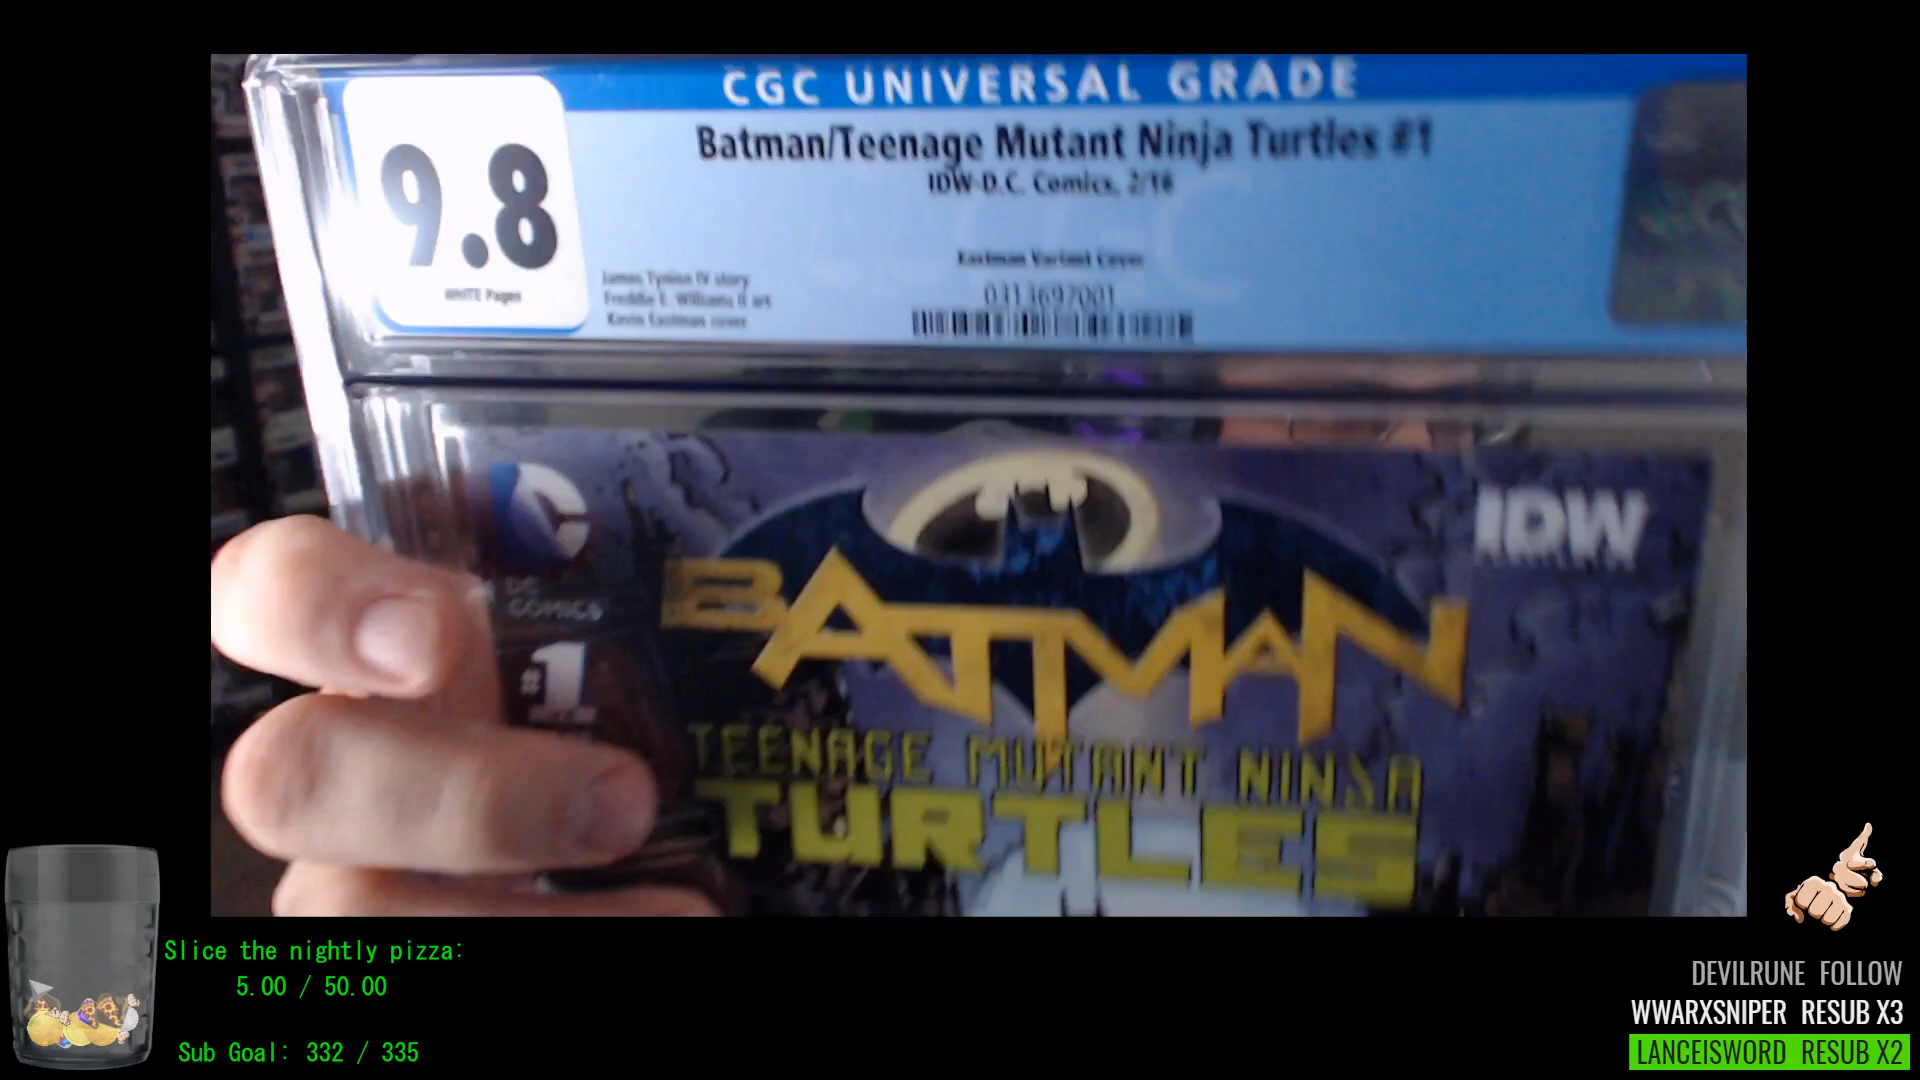 CGC UNIVERSAL GRADE
9.8
WHITE Pages
Batman/Teenage Mutant Ninja Turtles #1
IDW-D.C. Comics, 2/16
Eastman Variant Cover
James Tynion IV story
Freddie E. Williams II art
Kevin Eastman cover
0313697001
DC
COMICS
#1
IDW
BATMAN
TEENAGE MUTANT NINJA
TURTLES
Slice the nightly pizza:
5.00 / 50.00
Sub Goal: 332 / 335
DEVILRUNE FOLLOW
WWARXSNIPER RESUB X3
LANCEISWORD RESUB X2